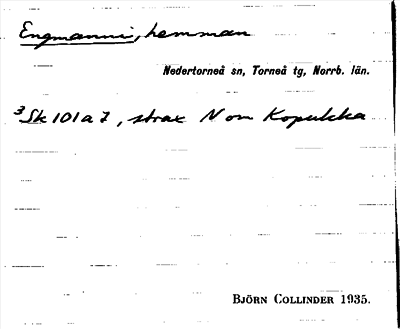 Engmanni, hemman
Nedertorneå sn, Torneå tg, Norrb. län.
3Sk 101 a 7, strax N om Kopukka
BJÖRN COLLINDER 1935.